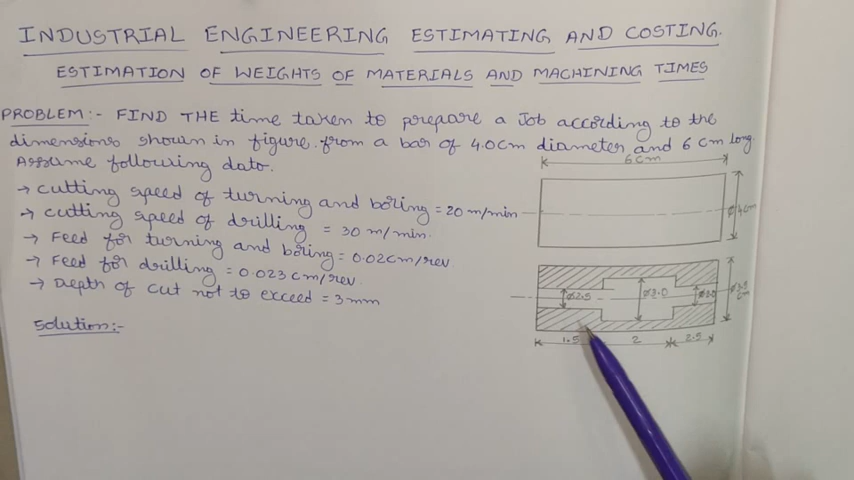 INDUSTRIAL ENGINEERING ESTIMATING AND COSTING.
ESTIMATION OF WEIGHTS OF MATERIALS AND MACHINING TIMES
PROBLEM:- FIND THE time taken to prepare a Job according to the
dimensions shown in figure. from a bar of 4.0cm diameter and 6 cm long.
Assume following data.
→ Cutting speed of turning and boring = 20 m/min
→ Cutting speed of drilling = 30 m/min.
→ Feed for turning and boring = 0.02cm/rev
→ Feed for drilling = 0.023 cm/rev.
→ Depth of cut not to exceed = 3mm
Solution:-
6cm
Ø2.5
Ø3.0
1.5
2
2.5